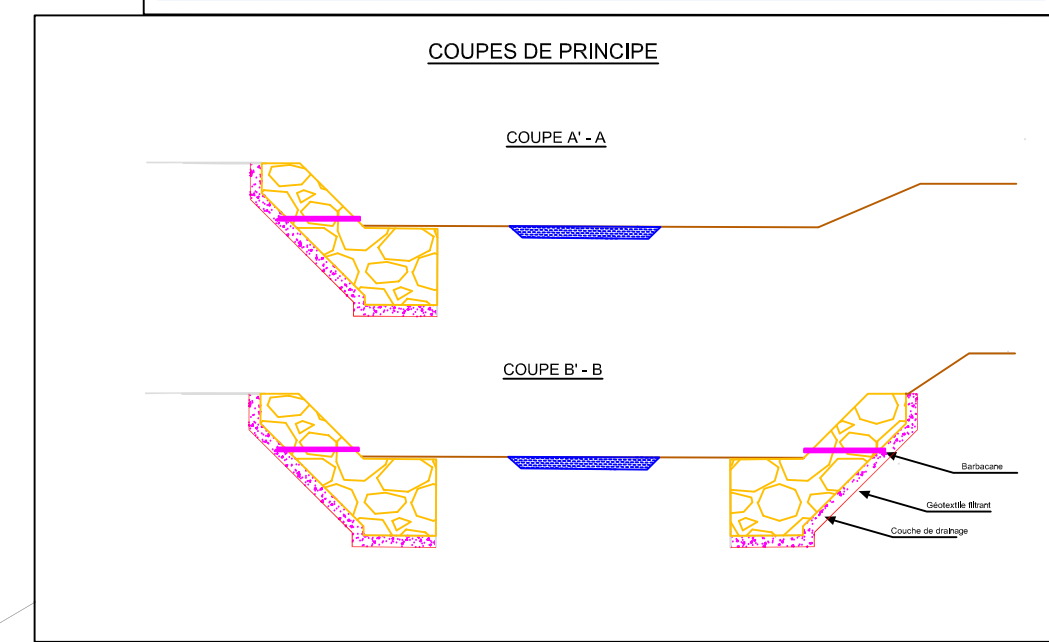 COUPES DE PRINCIPE
COUPE A' - A
COUPE B' - B
Barbacane
Géotextile filtrant
Couche de drainage